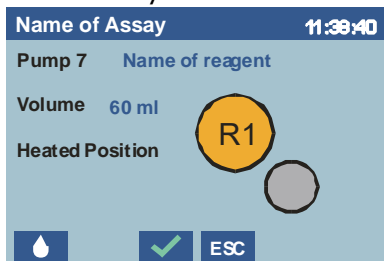 Name of Assay 11:38:40
Pump 7 Name of reagent
Volume 60 ml
R1
Heated Position
ESC